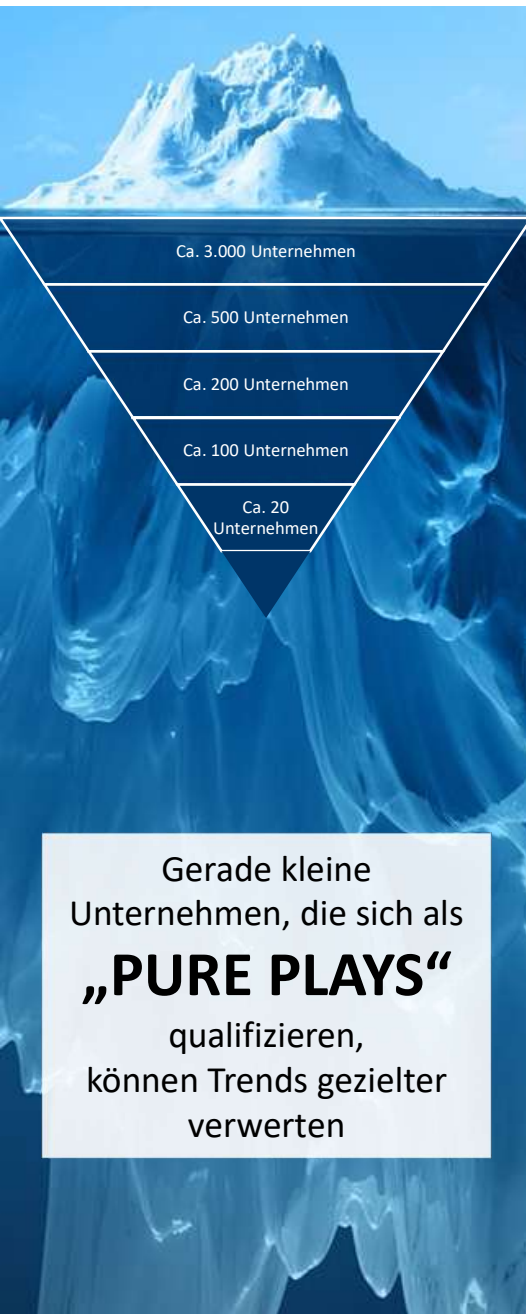 Ca. 3.000 Unternehmen
Ca. 500 Unternehmen
Ca. 200 Unternehmen
Ca. 100 Unternehmen
Ca. 20
Unternehmen
Gerade kleine
Unternehmen, die sich als
„PURE PLAYS“
qualifizieren,
können Trends gezielter
verwerten